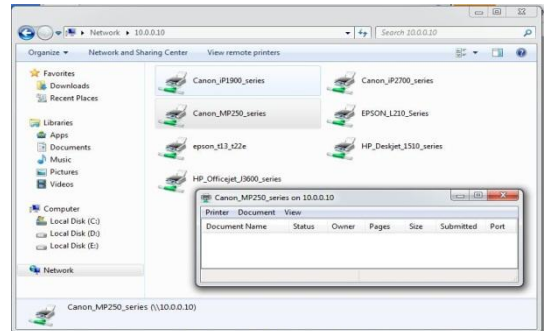 Network ▸ 10.0.0.10
Search 10.0.0.10
Organize Network and Sharing Center View remote printers
Favorites
Downloads
Recent Places
Libraries
Apps
Documents
Music
Pictures
Videos
Computer
Local Disk (C:)
Local Disk (D:)
Local Disk (E:)
Network
Canon_iP1900_series
Canon_iP2700_series
Canon_MP250_series
EPSON_L210_Series
epson_t13_t22e
HP_Deskjet_1510_series
HP_Officejet_J3600_series
Canon_MP250_series on 10.0.0.10
Printer Document View
Document Name Status Owner Pages Size Submitted Port
Canon_MP250_series (\\10.0.0.10)